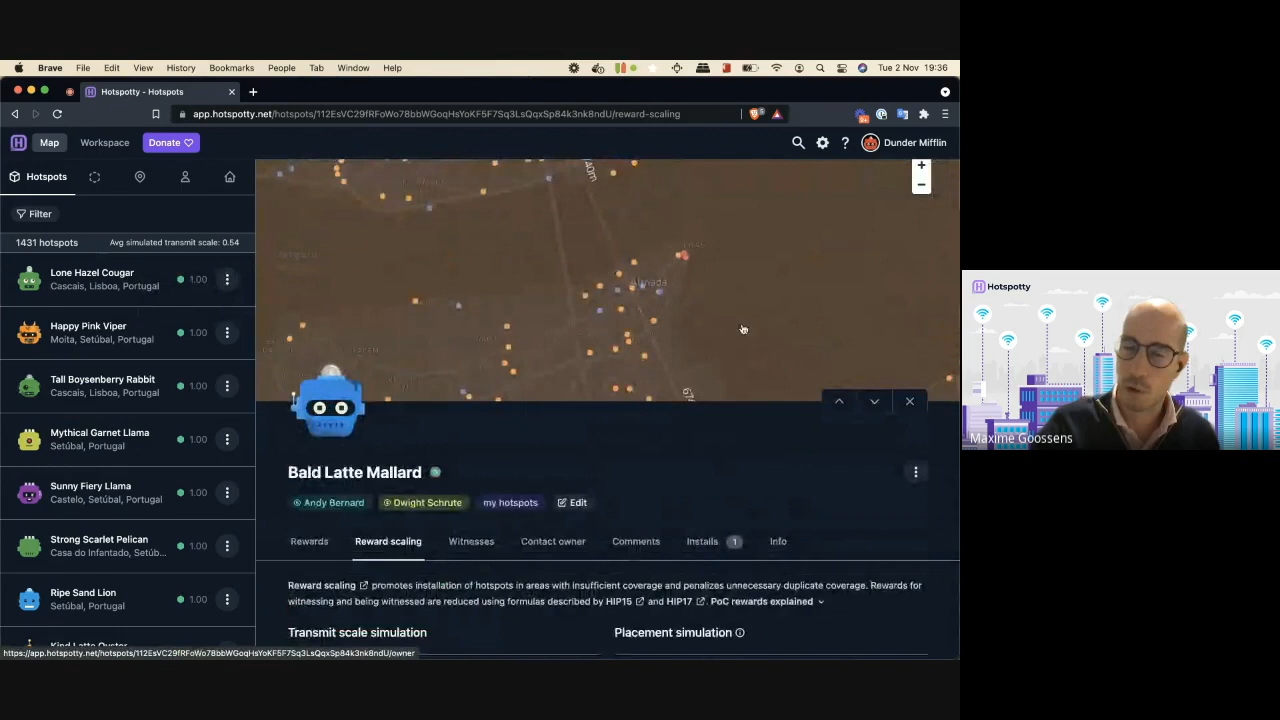 Brave File Edit View History Bookmarks People Tab Window Help Tue 2 Nov 19:36
Hotspotty - Hotspots
app.hotspotty.net/hotspots/112EsVC29fRFoWo78bbWGoqHsYoKF5F7Sq3LsQqxSp84k3nk8ndU/reward-scaling
Map Workspace Donate Dunder Mifflin
Hotspots
Filter
1431 hotspots Avg simulated transmit scale: 0.54
Lone Hazel Cougar
Cascais, Lisboa, Portugal 1.00
Happy Pink Viper
Moita, Setúbal, Portugal 1.00
Tall Boysenberry Rabbit
Cascais, Lisboa, Portugal 1.00
Mythical Garnet Llama
Setúbal, Portugal 1.00
Sunny Fiery Llama
Castelo, Setúbal, Portugal 1.00
Strong Scarlet Pelican
Casa do Infantado, Setúb... 1.00
Ripe Sand Lion
Setúbal, Portugal 1.00
Kind Latte Oyster
https://app.hotspotty.net/hotspots/112EsVC29fRFoWo78bbWGoqHsYoKF5F7Sq3LsQqxSp84k3nk8ndU/owner
Almada
+
−
Bald Latte Mallard
Andy Bernard Dwight Schrute my hotspots Edit
Rewards Reward scaling Witnesses Contact owner Comments Installs 1 Info
Reward scaling promotes installation of hotspots in areas with insufficient coverage and penalizes unnecessary duplicate coverage. Rewards for
witnessing and being witnessed are reduced using formulas described by HIP15 and HIP17. PoC rewards explained
Transmit scale simulation Placement simulation
Hotspotty
Maxime Goossens